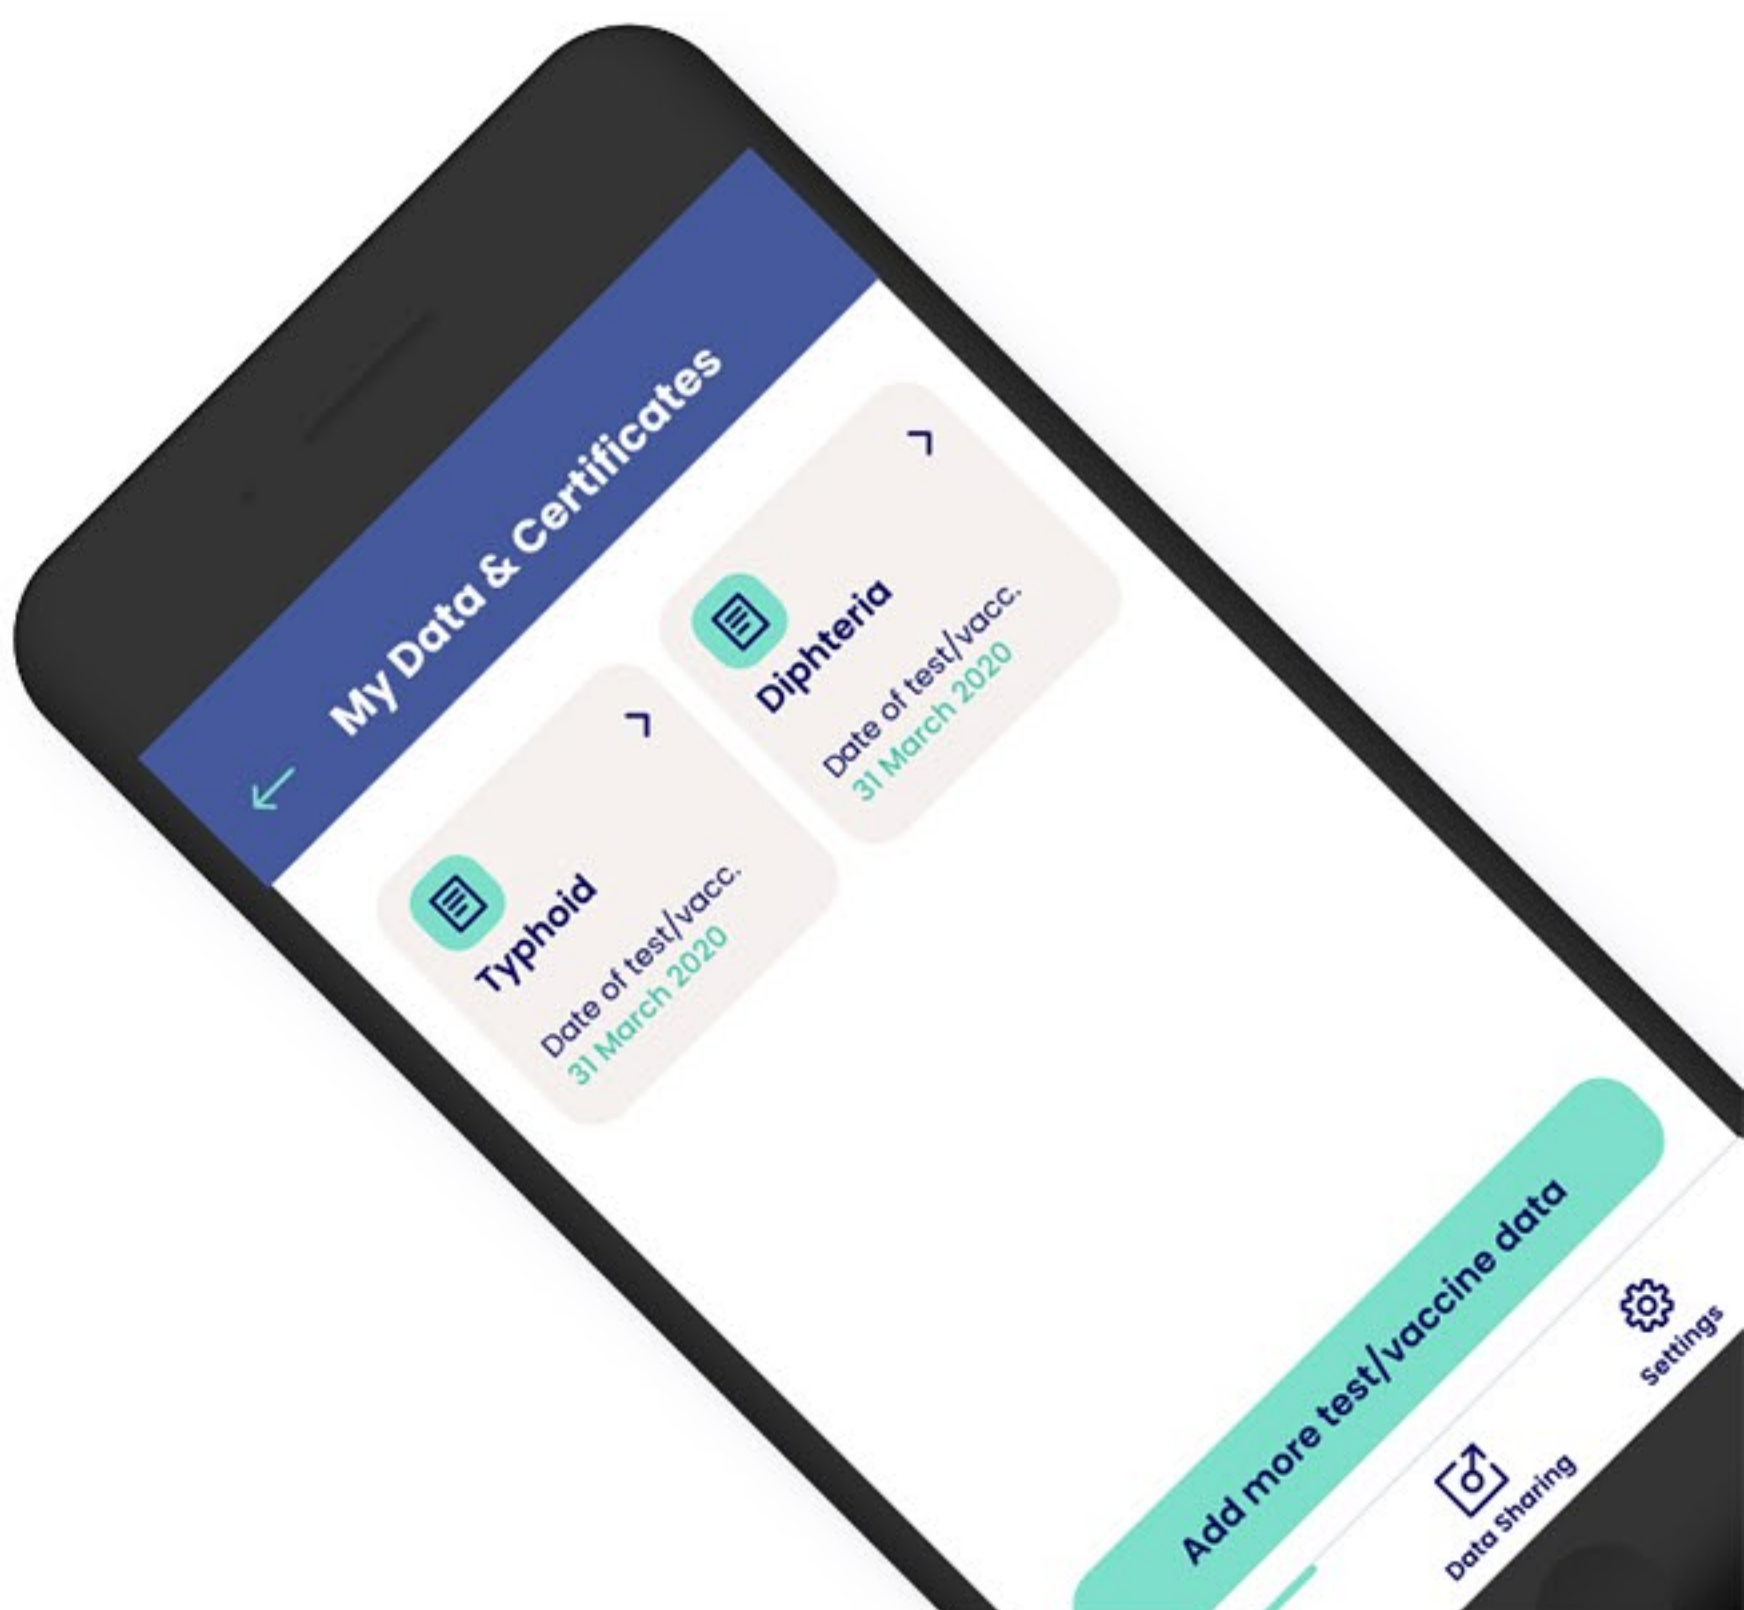 My Data & Certificates
Typhoid
Date of test/vacc.
31 March 2020
Diphteria
Date of test/vacc.
31 March 2020
Add more test/vaccine data
Data Sharing
Settings